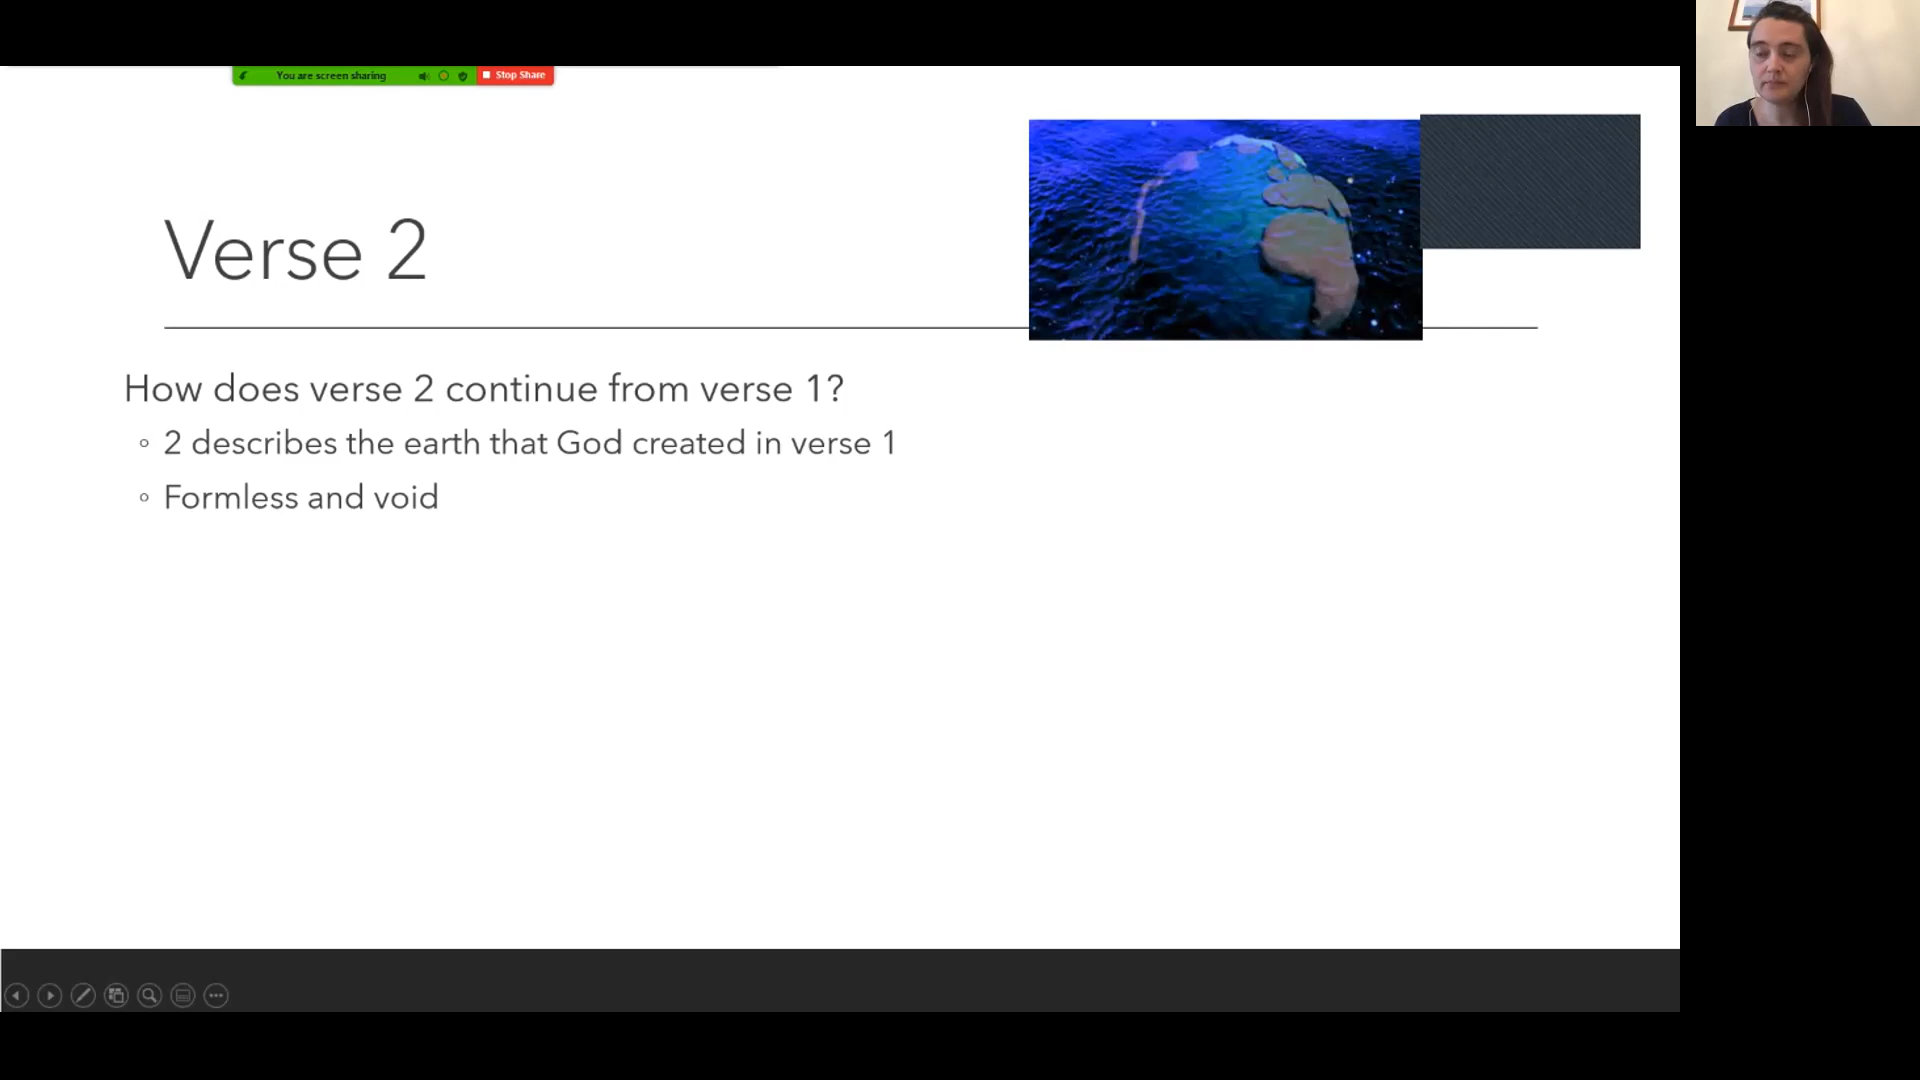 You are screen sharing
Stop Share
Verse 2
How does verse 2 continue from verse 1?
2 describes the earth that God created in verse 1
Formless and void